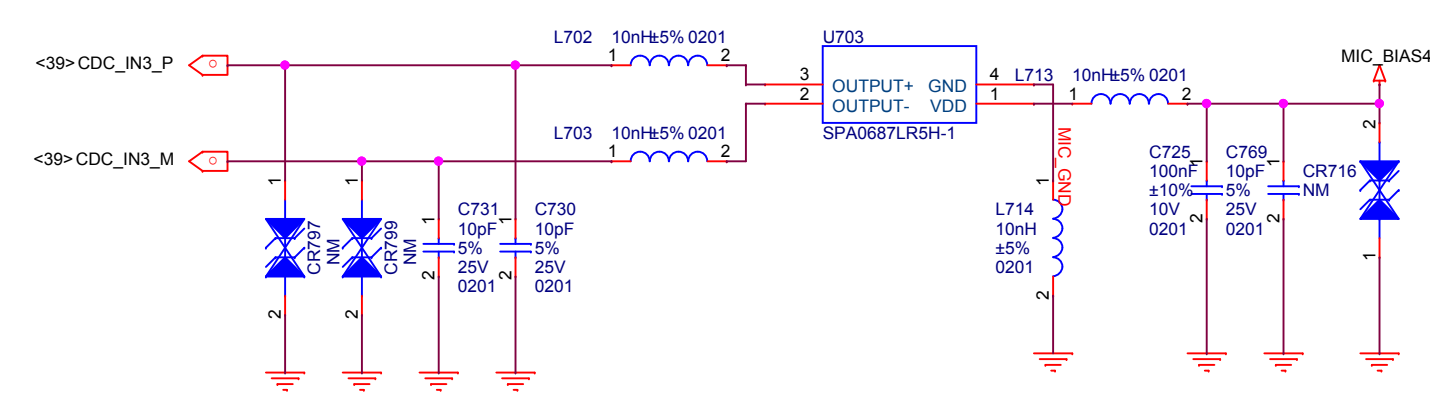 L702 10nH±5% 0201
U703
<39> CDC_IN3_P
1 2
MIC_BIAS4
3 OUTPUT+ GND 4
2 OUTPUT- VDD 1
L713 10nH±5% 0201
1 2
SPA0687LR5H-1
L703 10nH±5% 0201
<39> CDC_IN3_M
1 2
MIC_GND
1 2
CR797
NM
1 2
CR799
NM
1 2
C731
10pF
5%
25V
0201
1 2
C730
10pF
5%
25V
0201
1 2
L714
10nH
±5%
0201
1 2
C725
100nF
±10%
10V
0201
1 2
C769
10pF
5%
25V
0201
1 2
CR716
NM
2 1